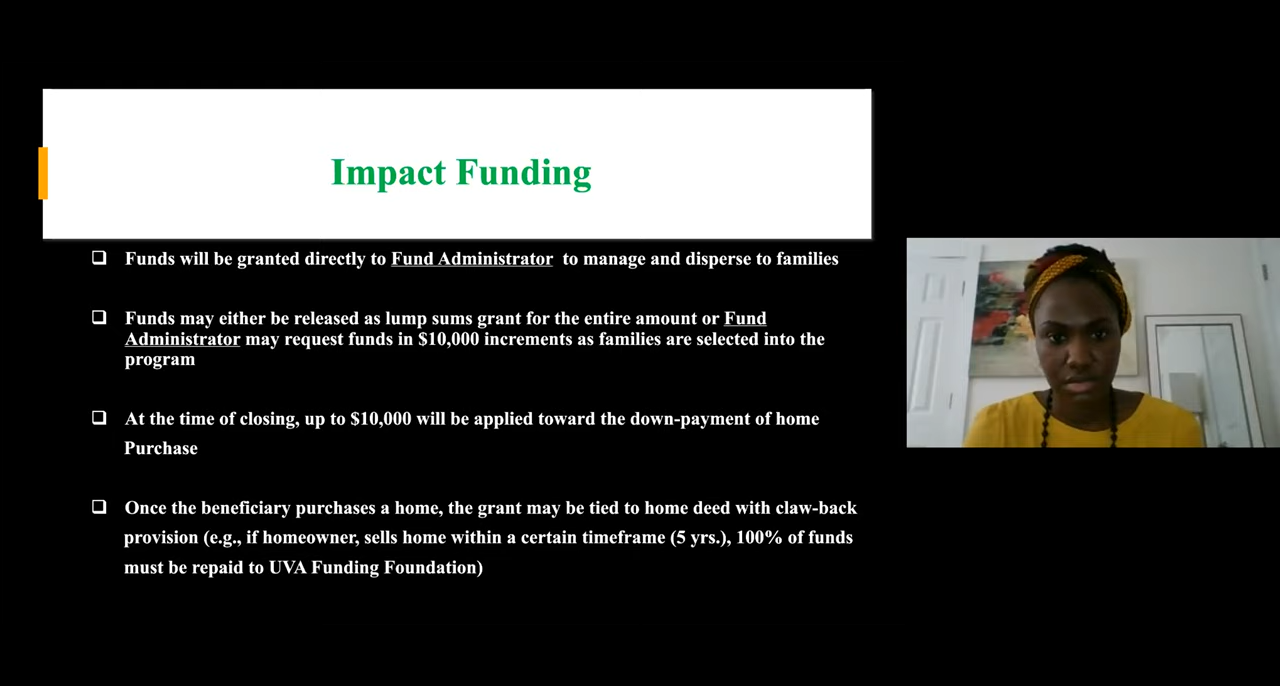 Impact Funding
❑ Funds will be granted directly to Fund Administrator to manage and disperse to families
❑ Funds may either be released as lump sums grant for the entire amount or Fund
Administrator may request funds in $10,000 increments as families are selected into the
program
❑ At the time of closing, up to $10,000 will be applied toward the down-payment of home
Purchase
❑ Once the beneficiary purchases a home, the grant may be tied to home deed with claw-back
provision (e.g., if homeowner, sells home within a certain timeframe (5 yrs.), 100% of funds
must be repaid to UVA Funding Foundation)